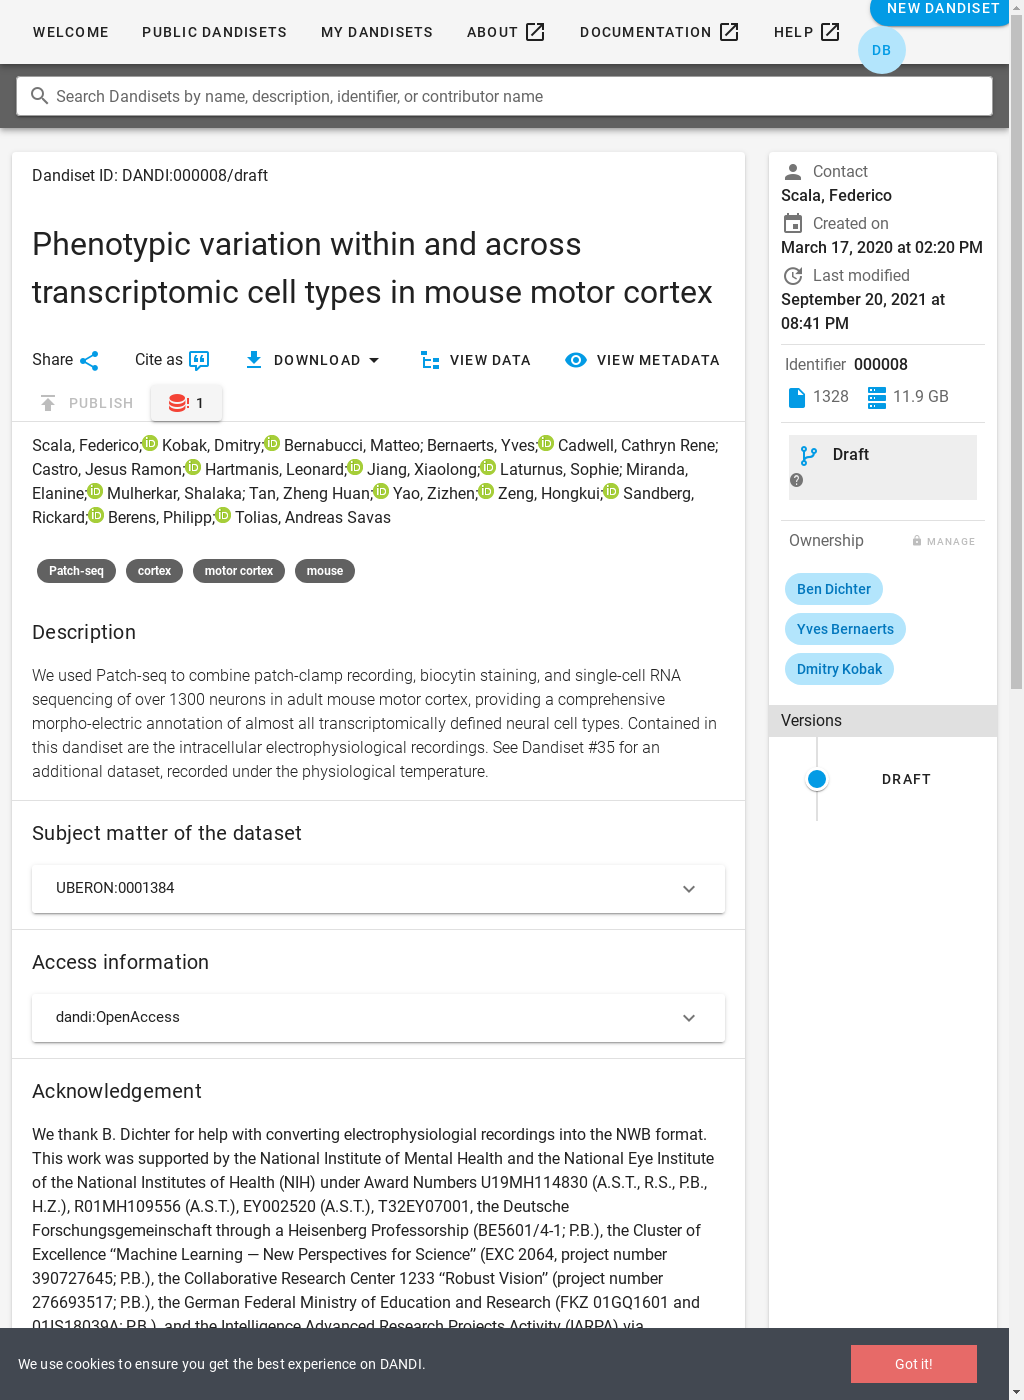 NEW DANDISET
WELCOME
PUBLIC DANDISETS
MY DANDISETS
ABOUT
DOCUMENTATION
HELP
DB
Search Dandisets by name, description, identifier, or contributor name
Dandiset ID: DANDI:000008/draft
Phenotypic variation within and across
transcriptomic cell types in mouse motor cortex
Share
Cite as
DOWNLOAD
VIEW DATA
VIEW METADATA
PUBLISH
1
Scala, Federico; Kobak, Dmitry; Bernabucci, Matteo; Bernaerts, Yves; Cadwell, Cathryn Rene;
Castro, Jesus Ramon; Hartmanis, Leonard; Jiang, Xiaolong; Laturnus, Sophie; Miranda,
Elanine; Mulherkar, Shalaka; Tan, Zheng Huan; Yao, Zizhen; Zeng, Hongkui; Sandberg,
Rickard; Berens, Philipp; Tolias, Andreas Savas
Patch-seq
cortex
motor cortex
mouse
Description
We used Patch-seq to combine patch-clamp recording, biocytin staining, and single-cell RNA
sequencing of over 1300 neurons in adult mouse motor cortex, providing a comprehensive
morpho-electric annotation of almost all transcriptomically defined neural cell types. Contained in
this dandiset are the intracellular electrophysiological recordings. See Dandiset #35 for an
additional dataset, recorded under the physiological temperature.
Subject matter of the dataset
UBERON:0001384
Access information
dandi:OpenAccess
Acknowledgement
We thank B. Dichter for help with converting electrophysiologial recordings into the NWB format.
This work was supported by the National Institute of Mental Health and the National Eye Institute
of the National Institutes of Health (NIH) under Award Numbers U19MH114830 (A.S.T., R.S., P.B.,
H.Z.), R01MH109556 (A.S.T.), EY002520 (A.S.T.), T32EY07001, the Deutsche
Forschungsgemeinschaft through a Heisenberg Professorship (BE5601/4-1; P.B.), the Cluster of
Excellence “Machine Learning — New Perspectives for Science” (EXC 2064, project number
390727645; P.B.), the Collaborative Research Center 1233 “Robust Vision” (project number
276693517; P.B.), the German Federal Ministry of Education and Research (FKZ 01GQ1601 and
01IS18039A; P.B.), and the Intelligence Advanced Research Projects Activity (IARPA) via
Contact
Scala, Federico
Created on
March 17, 2020 at 02:20 PM
Last modified
September 20, 2021 at
08:41 PM
Identifier 000008
1328
11.9 GB
Draft
Ownership
MANAGE
Ben Dichter
Yves Bernaerts
Dmitry Kobak
Versions
DRAFT
We use cookies to ensure you get the best experience on DANDI.
Got it!